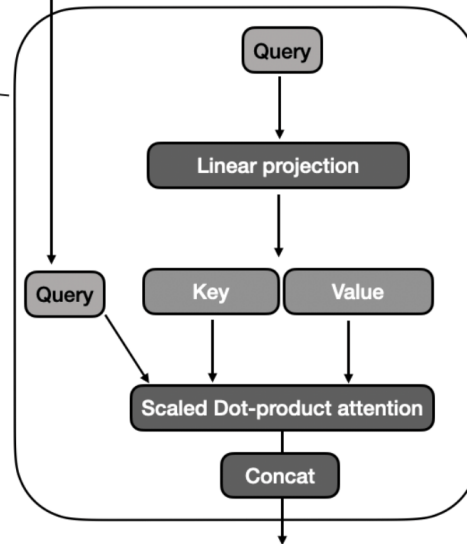 Query
Linear projection
Query
Key
Value
Scaled Dot-product attention
Concat